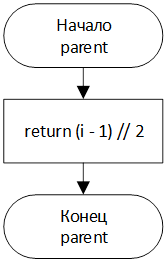 Начало
parent
return (i - 1) // 2
Конец
parent